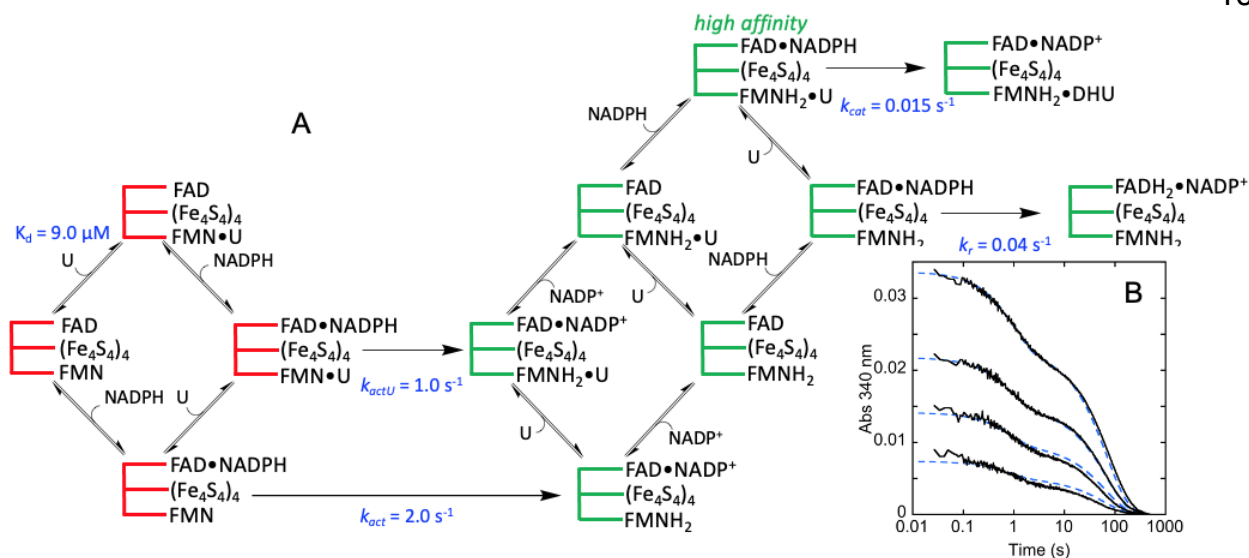 high affinity
FAD•NADPH
(Fe₄S₄)₄
FMNH₂•U
k_cat = 0.015 s⁻¹
FAD•NADP⁺
(Fe₄S₄)₄
FMNH₂•DHU
A
NADPH
U
FAD
(Fe₄S₄)₄
FMN•U
K_d = 9.0 µM
U
NADPH
FAD
(Fe₄S₄)₄
FMNH₂•U
FAD•NADPH
(Fe₄S₄)₄
FMNH₂
k_r = 0.04 s⁻¹
FADH₂•NADP⁺
(Fe₄S₄)₄
FMNH₂
NADP⁺
U
NADPH
FAD
(Fe₄S₄)₄
FMN
FAD•NADPH
(Fe₄S₄)₄
FMN•U
k_actU = 1.0 s⁻¹
FAD•NADP⁺
(Fe₄S₄)₄
FMNH₂•U
FAD
(Fe₄S₄)₄
FMNH₂
NADPH
U
U
NADP⁺
FAD•NADPH
(Fe₄S₄)₄
FMN
k_act = 2.0 s⁻¹
FAD•NADP⁺
(Fe₄S₄)₄
FMNH₂
B
Abs 340 nm
0.03
0.02
0.01
0
0.01
0.1
1
10
100
1000
Time (s)